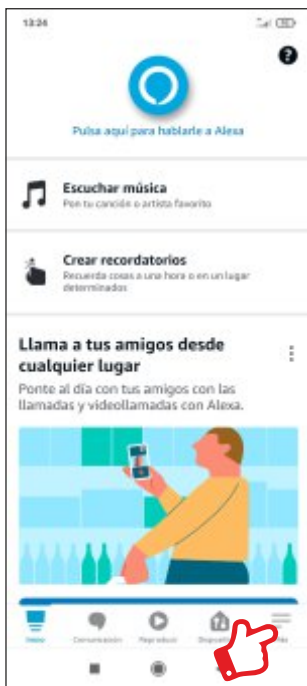 13:24
Pulsa aquí para hablarle a Alexa
Escuchar música
Pon tu canción o artista favorito
Crear recordatorios
Recuerda cosas a una hora o en un lugar
determinados
Llama a tus amigos desde
cualquier lugar
Ponte al día con tus amigos con las
llamadas y videollamadas con Alexa.
Inicio
Comunicación
Reproducir